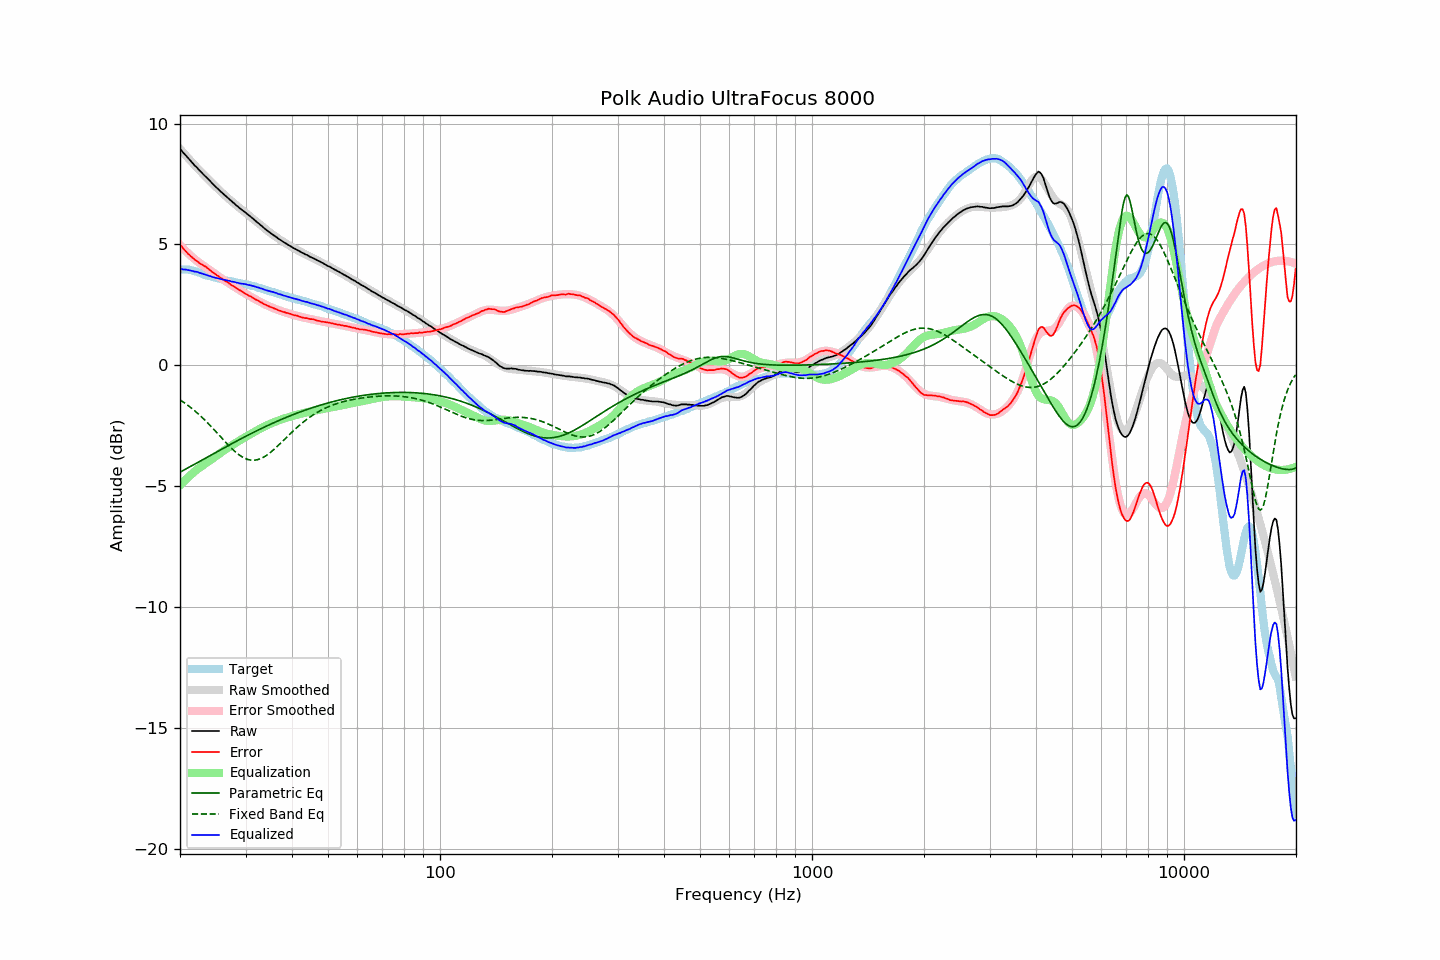 Polk Audio UltraFocus 8000
10
5
0
−5
−10
−15
−20
Amplitude (dBr)
Target
Raw Smoothed
Error Smoothed
Raw
Error
Equalization
Parametric Eq
Fixed Band Eq
Equalized
100 1000 10000
Frequency (Hz)